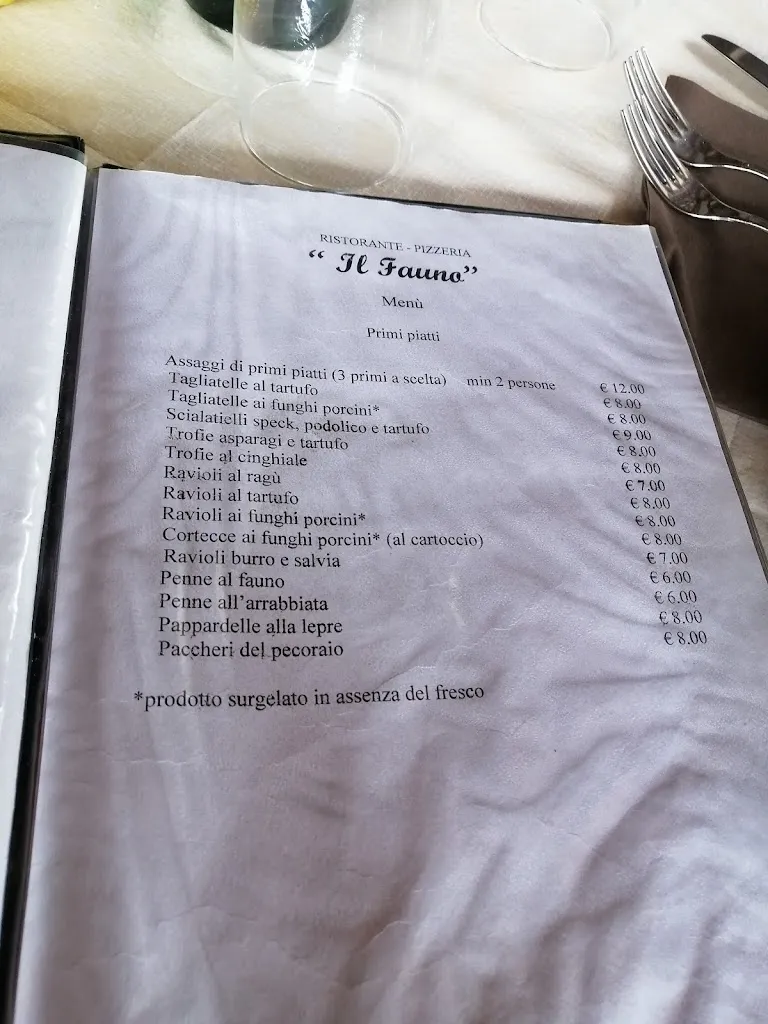 RISTORANTE - PIZZERIA
“ Il Fauno”
Menù
Primi piatti
Assaggi di primi piatti (3 primi a scelta) min 2 persone € 12.00
Tagliatelle al tartufo € 8.00
Tagliatelle ai funghi porcini* € 8.00
Scialatielli speck, podolico e tartufo € 9.00
Trofie asparagi e tartufo € 8.00
Trofie al cinghiale € 8.00
Ravioli al ragù € 7.00
Ravioli al tartufo € 8.00
Ravioli ai funghi porcini* € 8.00
Cortecce ai funghi porcini* (al cartoccio) € 8.00
Ravioli burro e salvia € 7.00
Penne al fauno € 6.00
Penne all’arrabbiata € 6.00
Pappardelle alla lepre € 8.00
Paccheri del pecoraio € 8.00
*prodotto surgelato in assenza del fresco